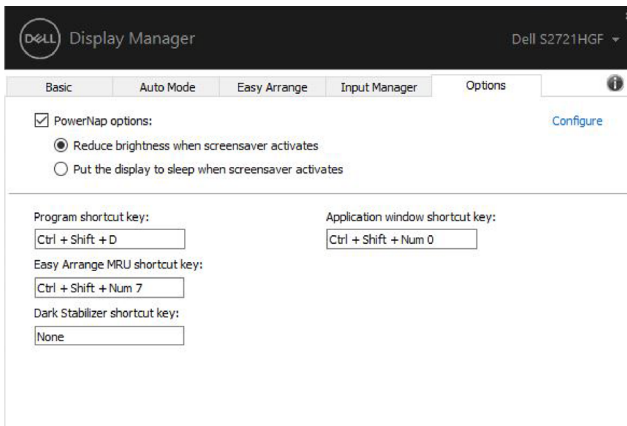 DELL Display Manager
Dell S2721HGF
Basic
Auto Mode
Easy Arrange
Input Manager
Options
PowerNap options:
Configure
Reduce brightness when screensaver activates
Put the display to sleep when screensaver activates
Program shortcut key:
Application window shortcut key:
Ctrl + Shift + D
Ctrl + Shift + Num 0
Easy Arrange MRU shortcut key:
Ctrl + Shift + Num 7
Dark Stabilizer shortcut key:
None